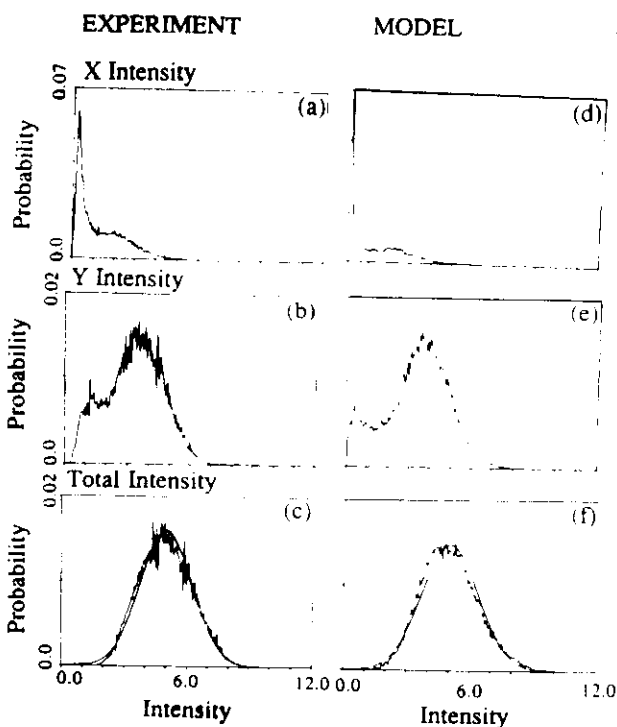 EXPERIMENT MODEL
X Intensity
0.07
(a)
(d)
Probability
0.0
Y Intensity
0.02
(b)
(e)
Probability
0.0
Total Intensity
0.02
(c)
(f)
Probability
0.0
0.0 6.0 12.0 0.0 6.0 12.0
Intensity Intensity